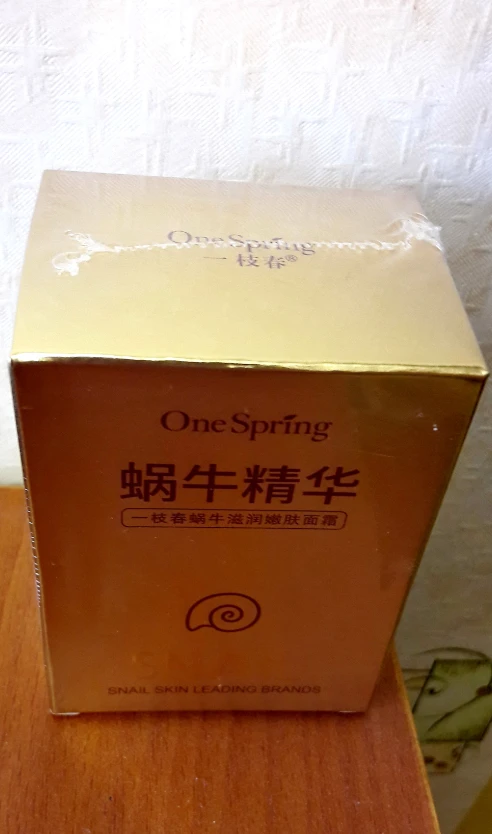 OneSpring
一枝春®
OneSpring
蜗牛精华
一枝春蜗牛滋润嫩肤面霜
SNAIL SKIN LEADING BRANDS